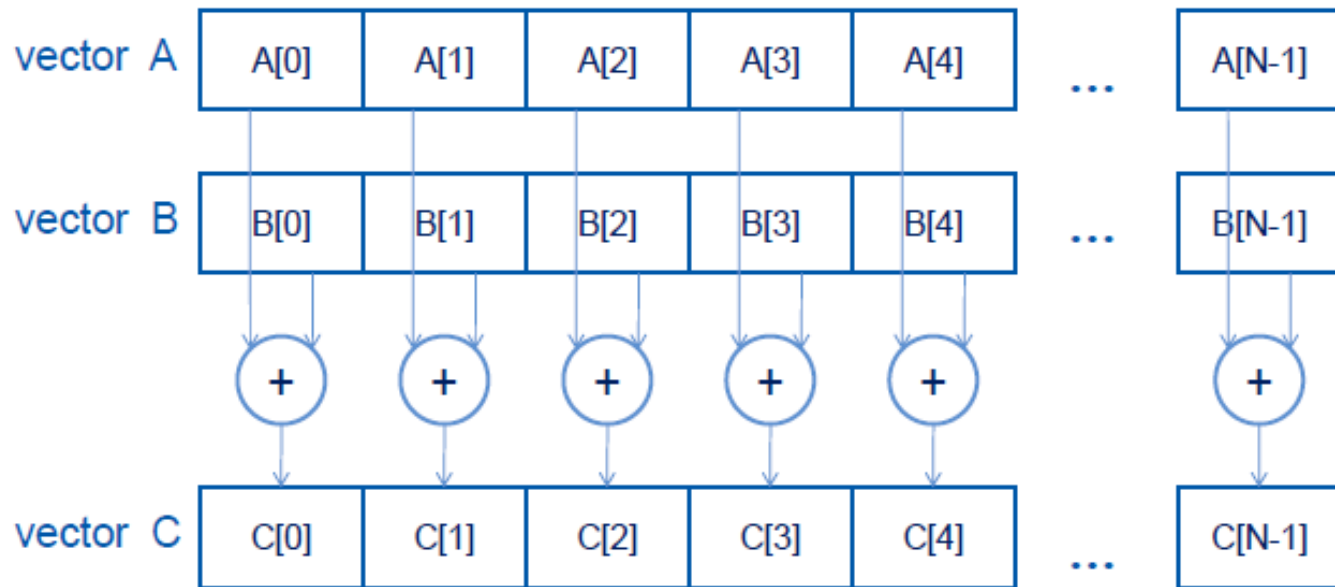 vector A A[0] A[1] A[2] A[3] A[4] ... A[N-1]
vector B B[0] B[1] B[2] B[3] B[4] ... B[N-1]
+ + + + + +
vector C C[0] C[1] C[2] C[3] C[4] ... C[N-1]